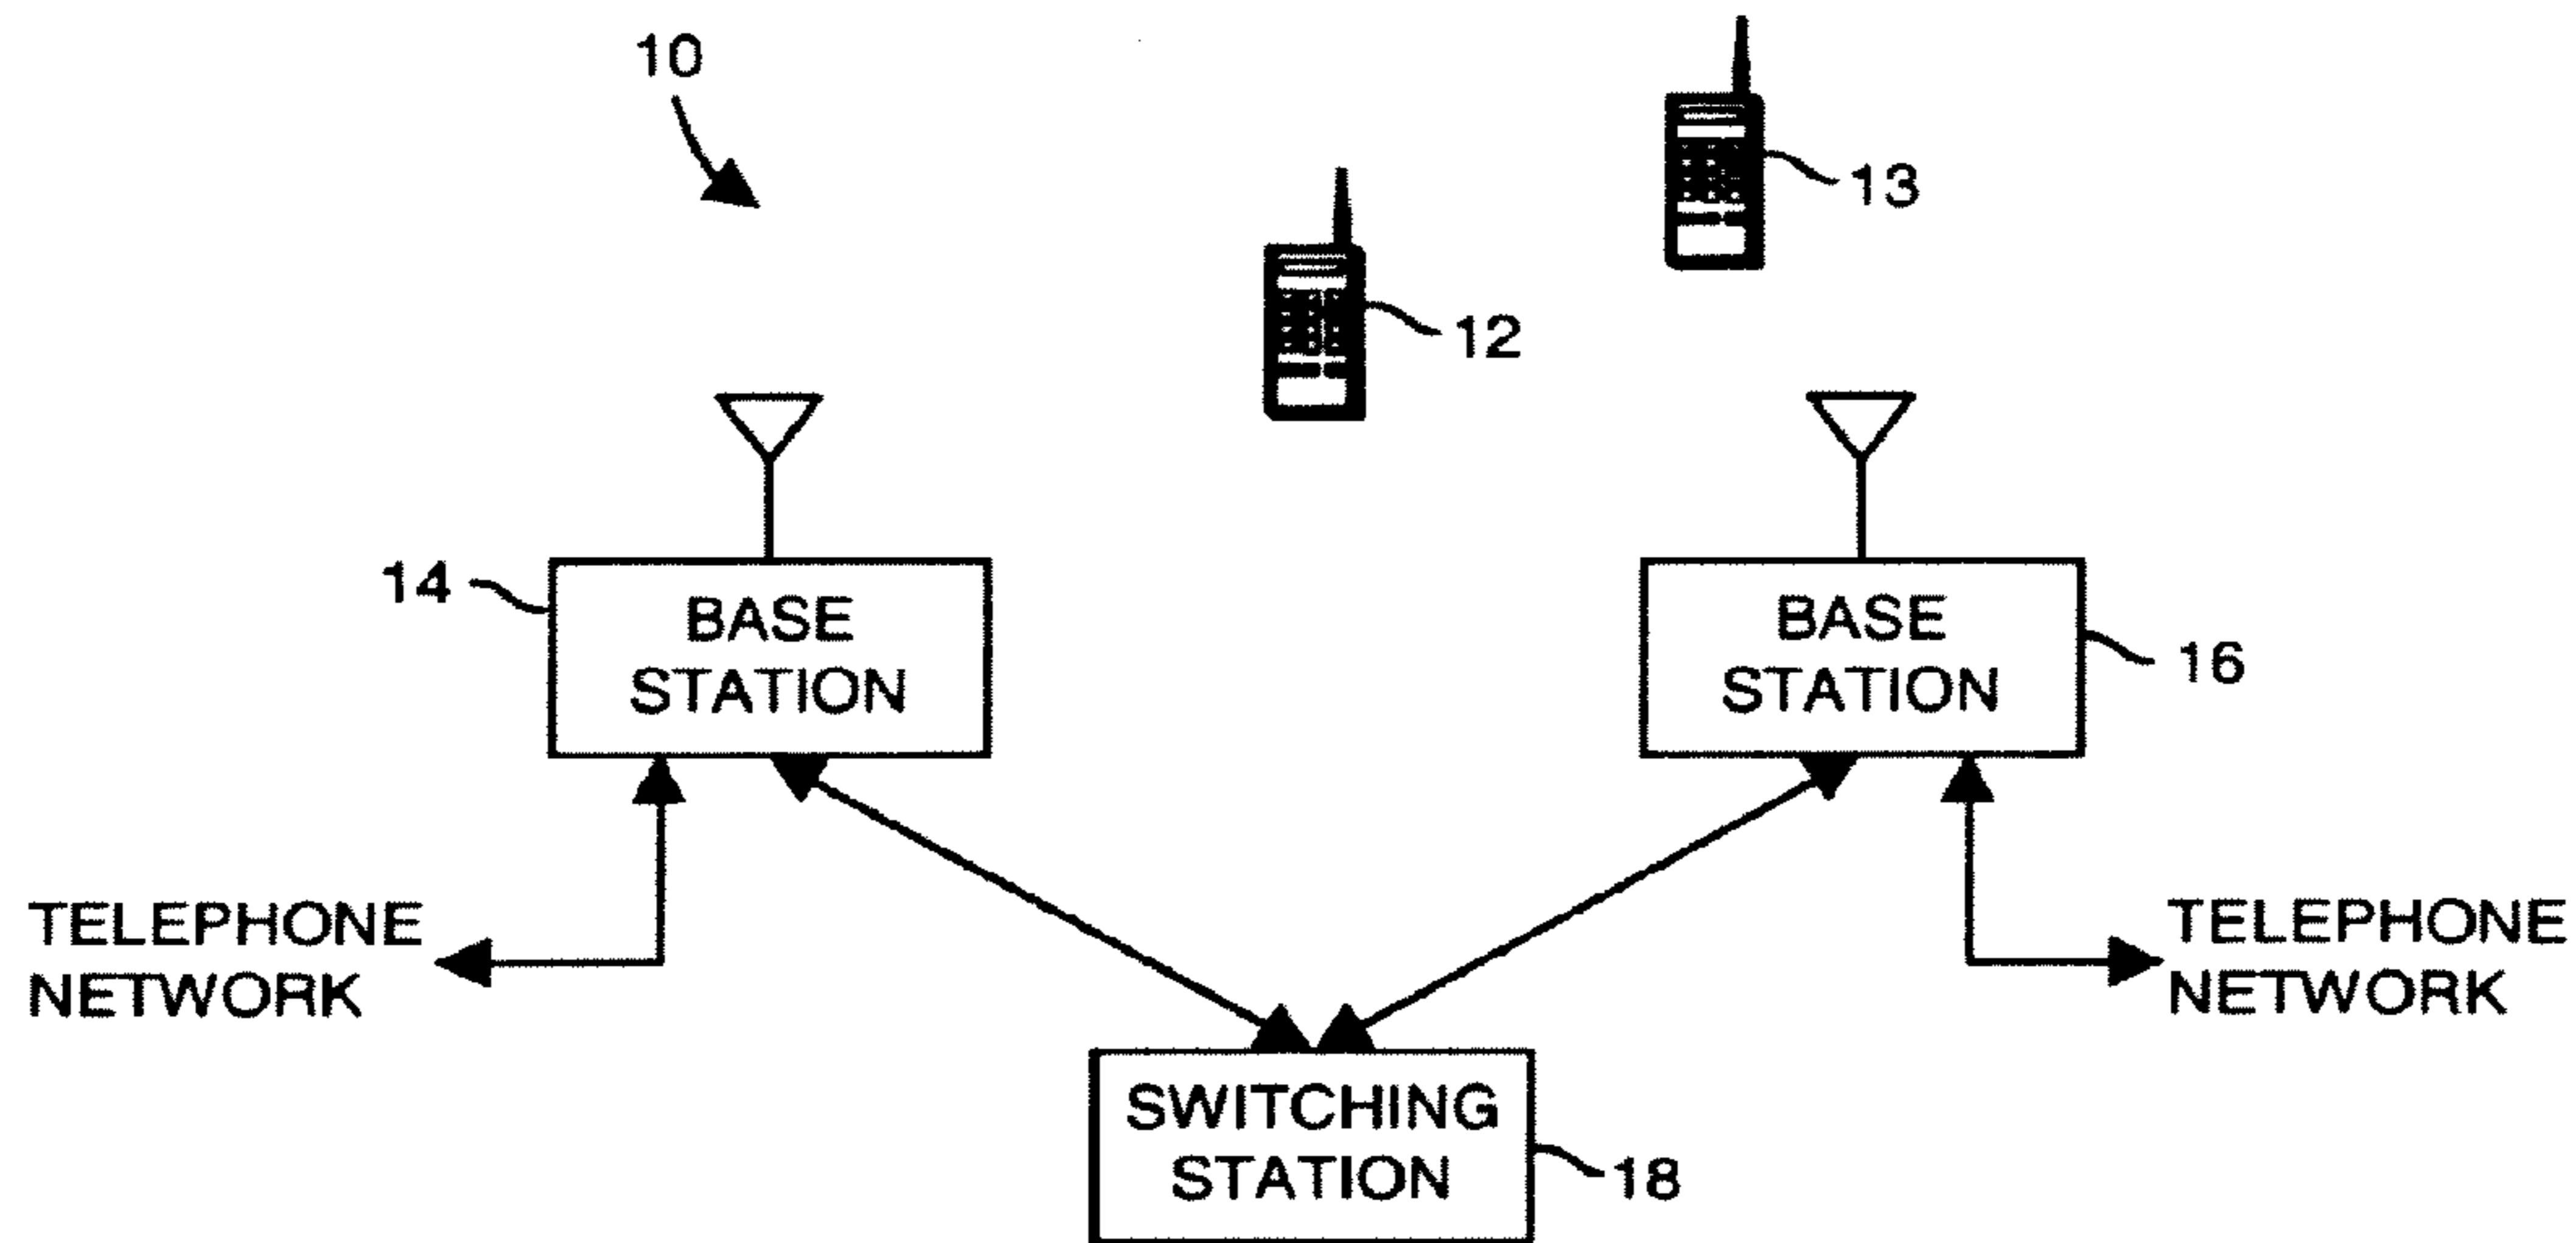 10
13
12
14
BASE
STATION
BASE
STATION
16
TELEPHONE
NETWORK
TELEPHONE
NETWORK
SWITCHING
STATION
18